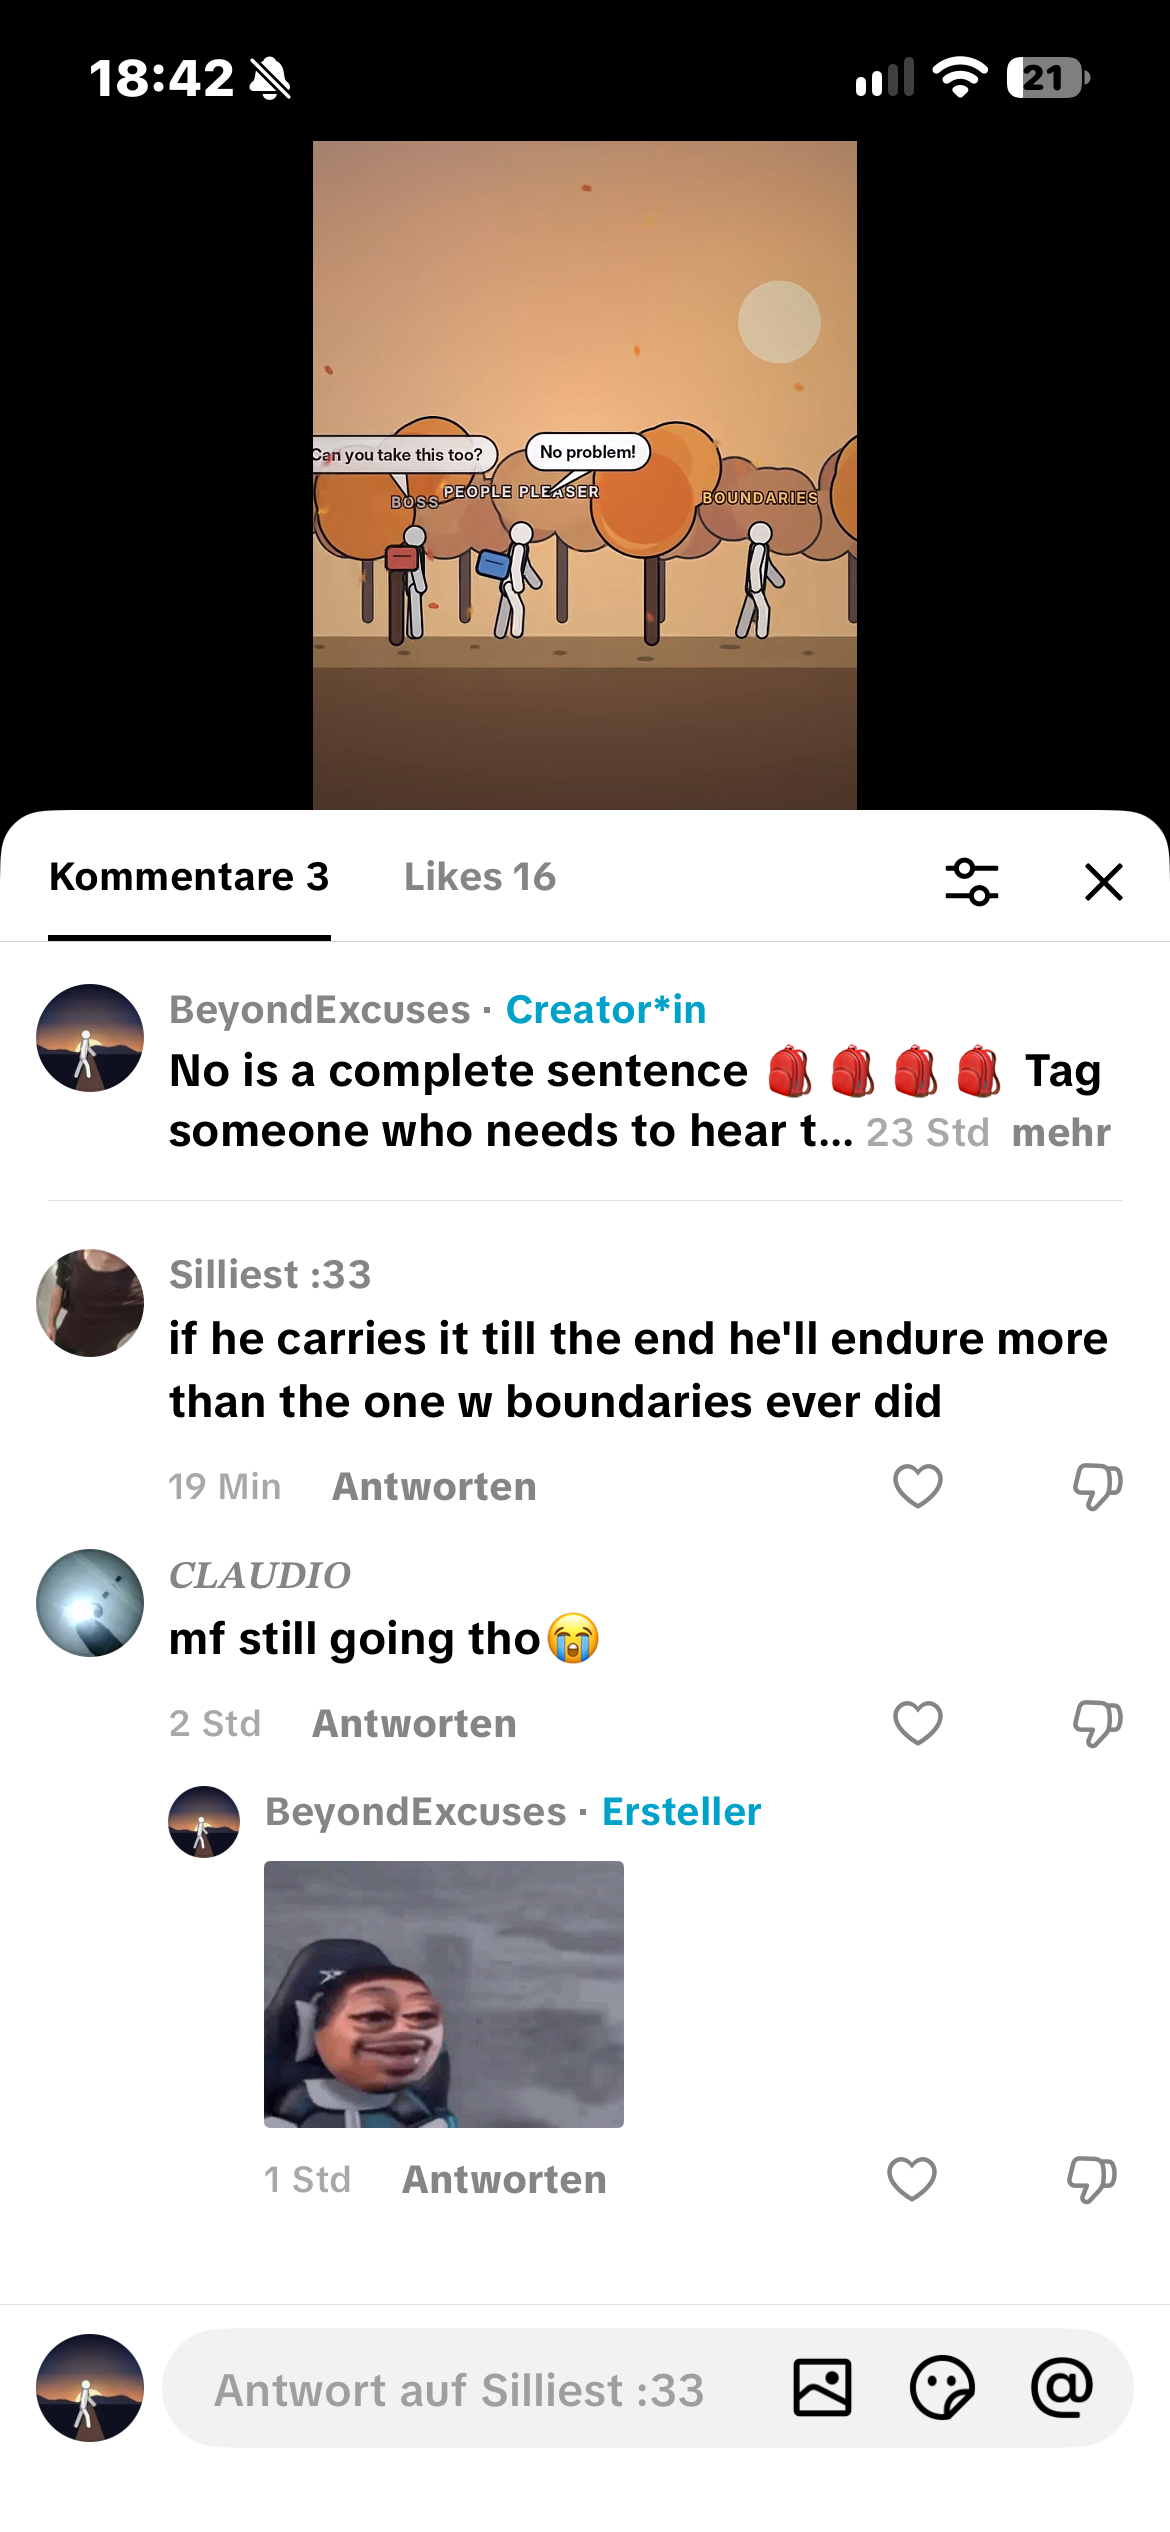 18:42
21
Can you take this too?
No problem!
BOSS
PEOPLE PLEASER
BOUNDARIES
Kommentare 3
Likes 16
BeyondExcuses · Creator*in
No is a complete sentence 🎒🎒🎒🎒 Tag
someone who needs to hear t... 23 Std mehr
Silliest :33
if he carries it till the end he'll endure more
than the one w boundaries ever did
19 Min Antworten
CLAUDIO
mf still going tho😭
2 Std Antworten
BeyondExcuses · Ersteller
1 Std Antworten
Antwort auf Silliest :33